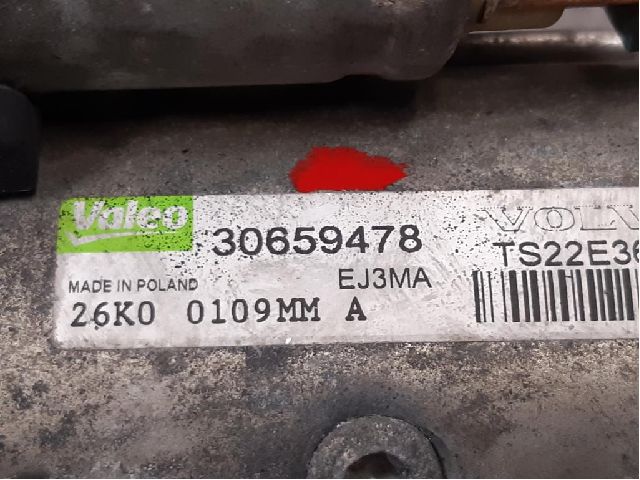 Valeo 30659478 VOLV
TS22E36
MADE IN POLAND EJ3MA
26K0 0109MM A